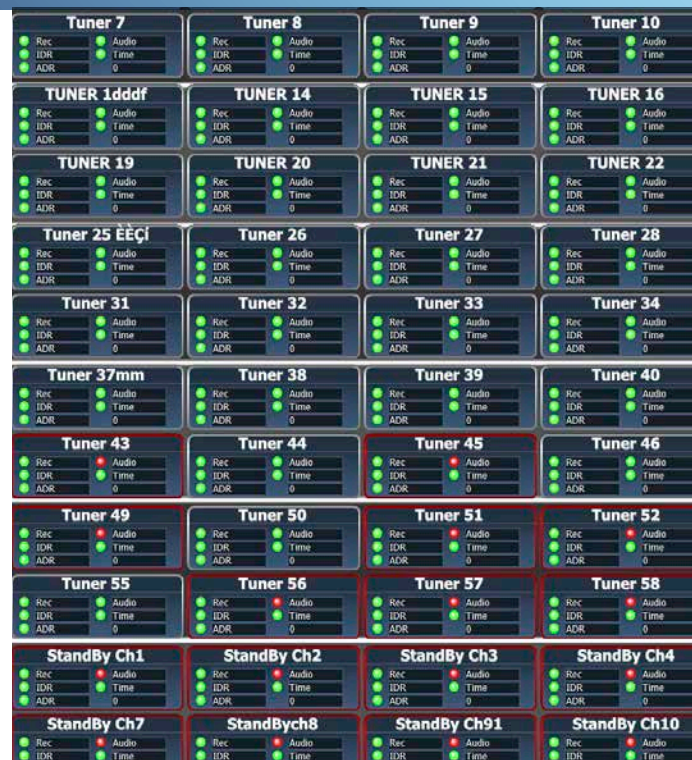 Tuner 7 Tuner 8 Tuner 9 Tuner 10
Rec Audio Rec Audio Rec Audio Rec Audio
IDR Time IDR Time IDR Time IDR Time
ADR 0 ADR 0 ADR 0 ADR 0
TUNER 1dddf TUNER 14 TUNER 15 TUNER 16
Rec Audio Rec Audio Rec Audio Rec Audio
IDR Time IDR Time IDR Time IDR Time
ADR 0 ADR 0 ADR 0 ADR 0
TUNER 19 TUNER 20 TUNER 21 TUNER 22
Rec Audio Rec Audio Rec Audio Rec Audio
IDR Time IDR Time IDR Time IDR Time
ADR 0 ADR 0 ADR 0 ADR 0
Tuner 25 ÈÈÇí Tuner 26 Tuner 27 Tuner 28
Rec Audio Rec Audio Rec Audio Rec Audio
IDR Time IDR Time IDR Time IDR Time
ADR 0 ADR 0 ADR 0 ADR 0
Tuner 31 Tuner 32 Tuner 33 Tuner 34
Rec Audio Rec Audio Rec Audio Rec Audio
IDR Time IDR Time IDR Time IDR Time
ADR 0 ADR 0 ADR 0 ADR 0
Tuner 37mm Tuner 38 Tuner 39 Tuner 40
Rec Audio Rec Audio Rec Audio Rec Audio
IDR Time IDR Time IDR Time IDR Time
ADR 0 ADR 0 ADR 0 ADR 0
Tuner 43 Tuner 44 Tuner 45 Tuner 46
Rec Audio Rec Audio Rec Audio Rec Audio
IDR Time IDR Time IDR Time IDR Time
ADR 0 ADR 0 ADR 0 ADR 0
Tuner 49 Tuner 50 Tuner 51 Tuner 52
Rec Audio Rec Audio Rec Audio Rec Audio
IDR Time IDR Time IDR Time IDR Time
ADR 0 ADR 0 ADR 0 ADR 0
Tuner 55 Tuner 56 Tuner 57 Tuner 58
Rec Audio Rec Audio Rec Audio Rec Audio
IDR Time IDR Time IDR Time IDR Time
ADR 0 ADR 0 ADR 0 ADR 0
StandBy Ch1 StandBy Ch2 StandBy Ch3 StandBy Ch4
Rec Audio Rec Audio Rec Audio Rec Audio
IDR Time IDR Time IDR Time IDR Time
ADR 0 ADR 0 ADR 0 ADR 0
StandBy Ch7 StandBych8 StandBy Ch91 StandBy Ch10
Rec Audio Rec Audio Rec Audio Rec Audio
IDR Time IDR Time IDR Time IDR Time